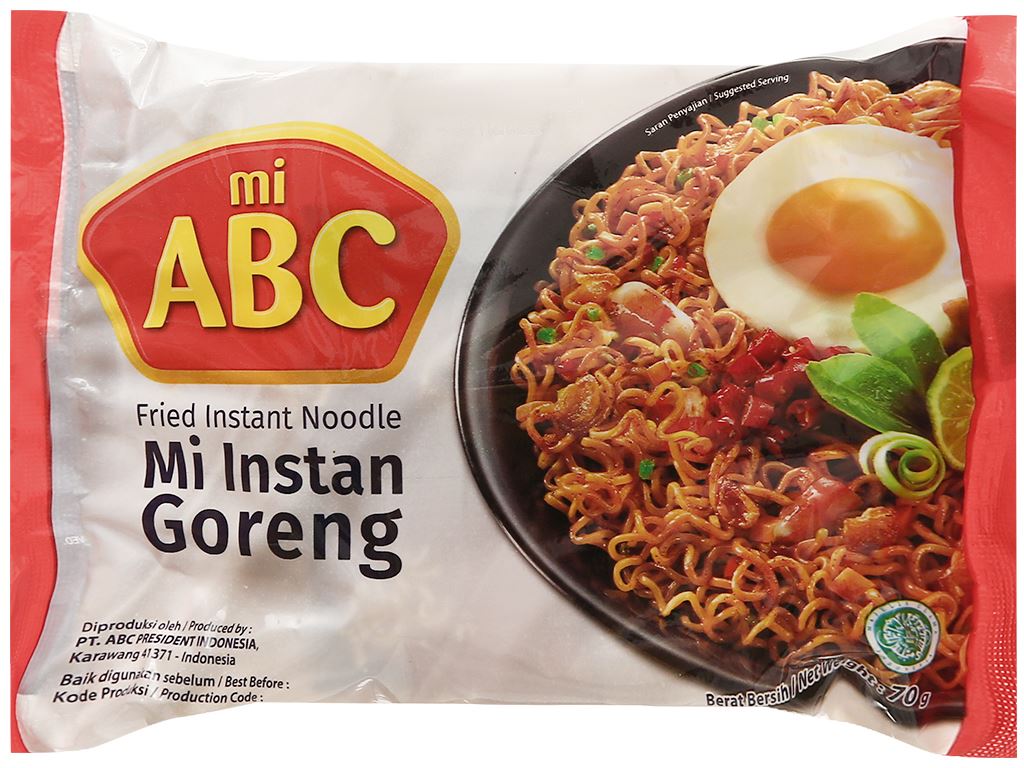 Saran Penyajian / Suggested Serving
mi
ABC
Fried Instant Noodle
Mi Instan
Goreng
Diproduksi oleh / Produced by :
PT. ABC PRESIDENT INDONESIA,
Karawang 41371 - Indonesia
Baik digunakan sebelum / Best Before :
Kode Produksi / Production Code :
Berat Bersih / Net Weight : 70 g